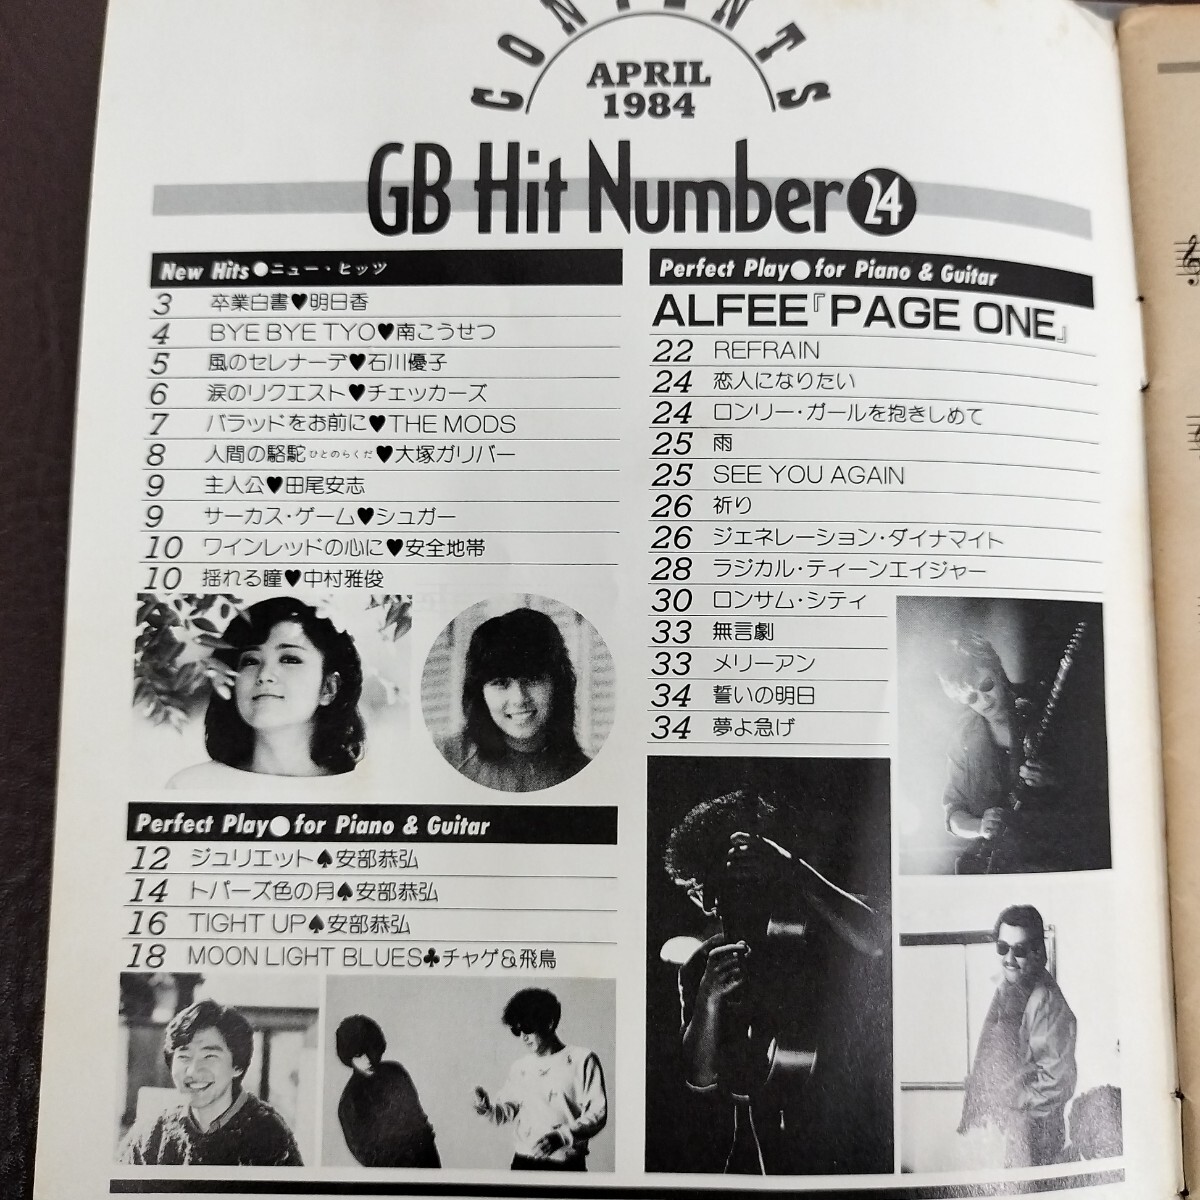 CONTENTS
APRIL
1984
GB Hit Number 24
New Hits●ニュー・ヒッツ
3 卒業白書♥明日香
4 BYE BYE TYO♥南こうせつ
5 風のセレナーデ♥石川優子
6 涙のリクエスト♥チェッカーズ
7 バラッドをお前に♥THE MODS
8 人間の駱駝ひとのらくだ♥大塚ガリバー
9 主人公♥田尾安志
9 サーカス・ゲーム♥シュガー
10 ワインレッドの心に♥安全地帯
10 揺れる瞳♥中村雅俊
Perfect Play●for Piano & Guitar
12 ジュリエット♠安部恭弘
14 トパーズ色の月♠安部恭弘
16 TIGHT UP♠安部恭弘
18 MOON LIGHT BLUES♣チャゲ&飛鳥
Perfect Play●for Piano & Guitar
ALFEE『PAGE ONE』
22 REFRAIN
24 恋人になりたい
24 ロンリー・ガールを抱きしめて
25 雨
25 SEE YOU AGAIN
26 祈り
26 ジェネレーション・ダイナマイト
28 ラジカル・ティーンエイジャー
30 ロンサム・シティ
33 無言劇
33 メリーアン
34 誓いの明日
34 夢よ急げ